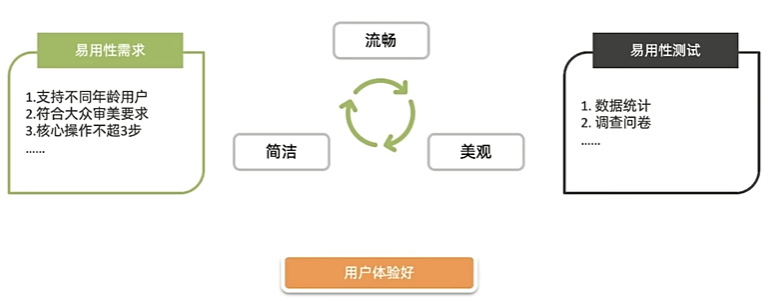 易用性需求
1.支持不同年龄用户
2.符合大众审美要求
3.核心操作不超3步
......
流畅
简洁
美观
易用性测试
1. 数据统计
2. 调查问卷
......
用户体验好